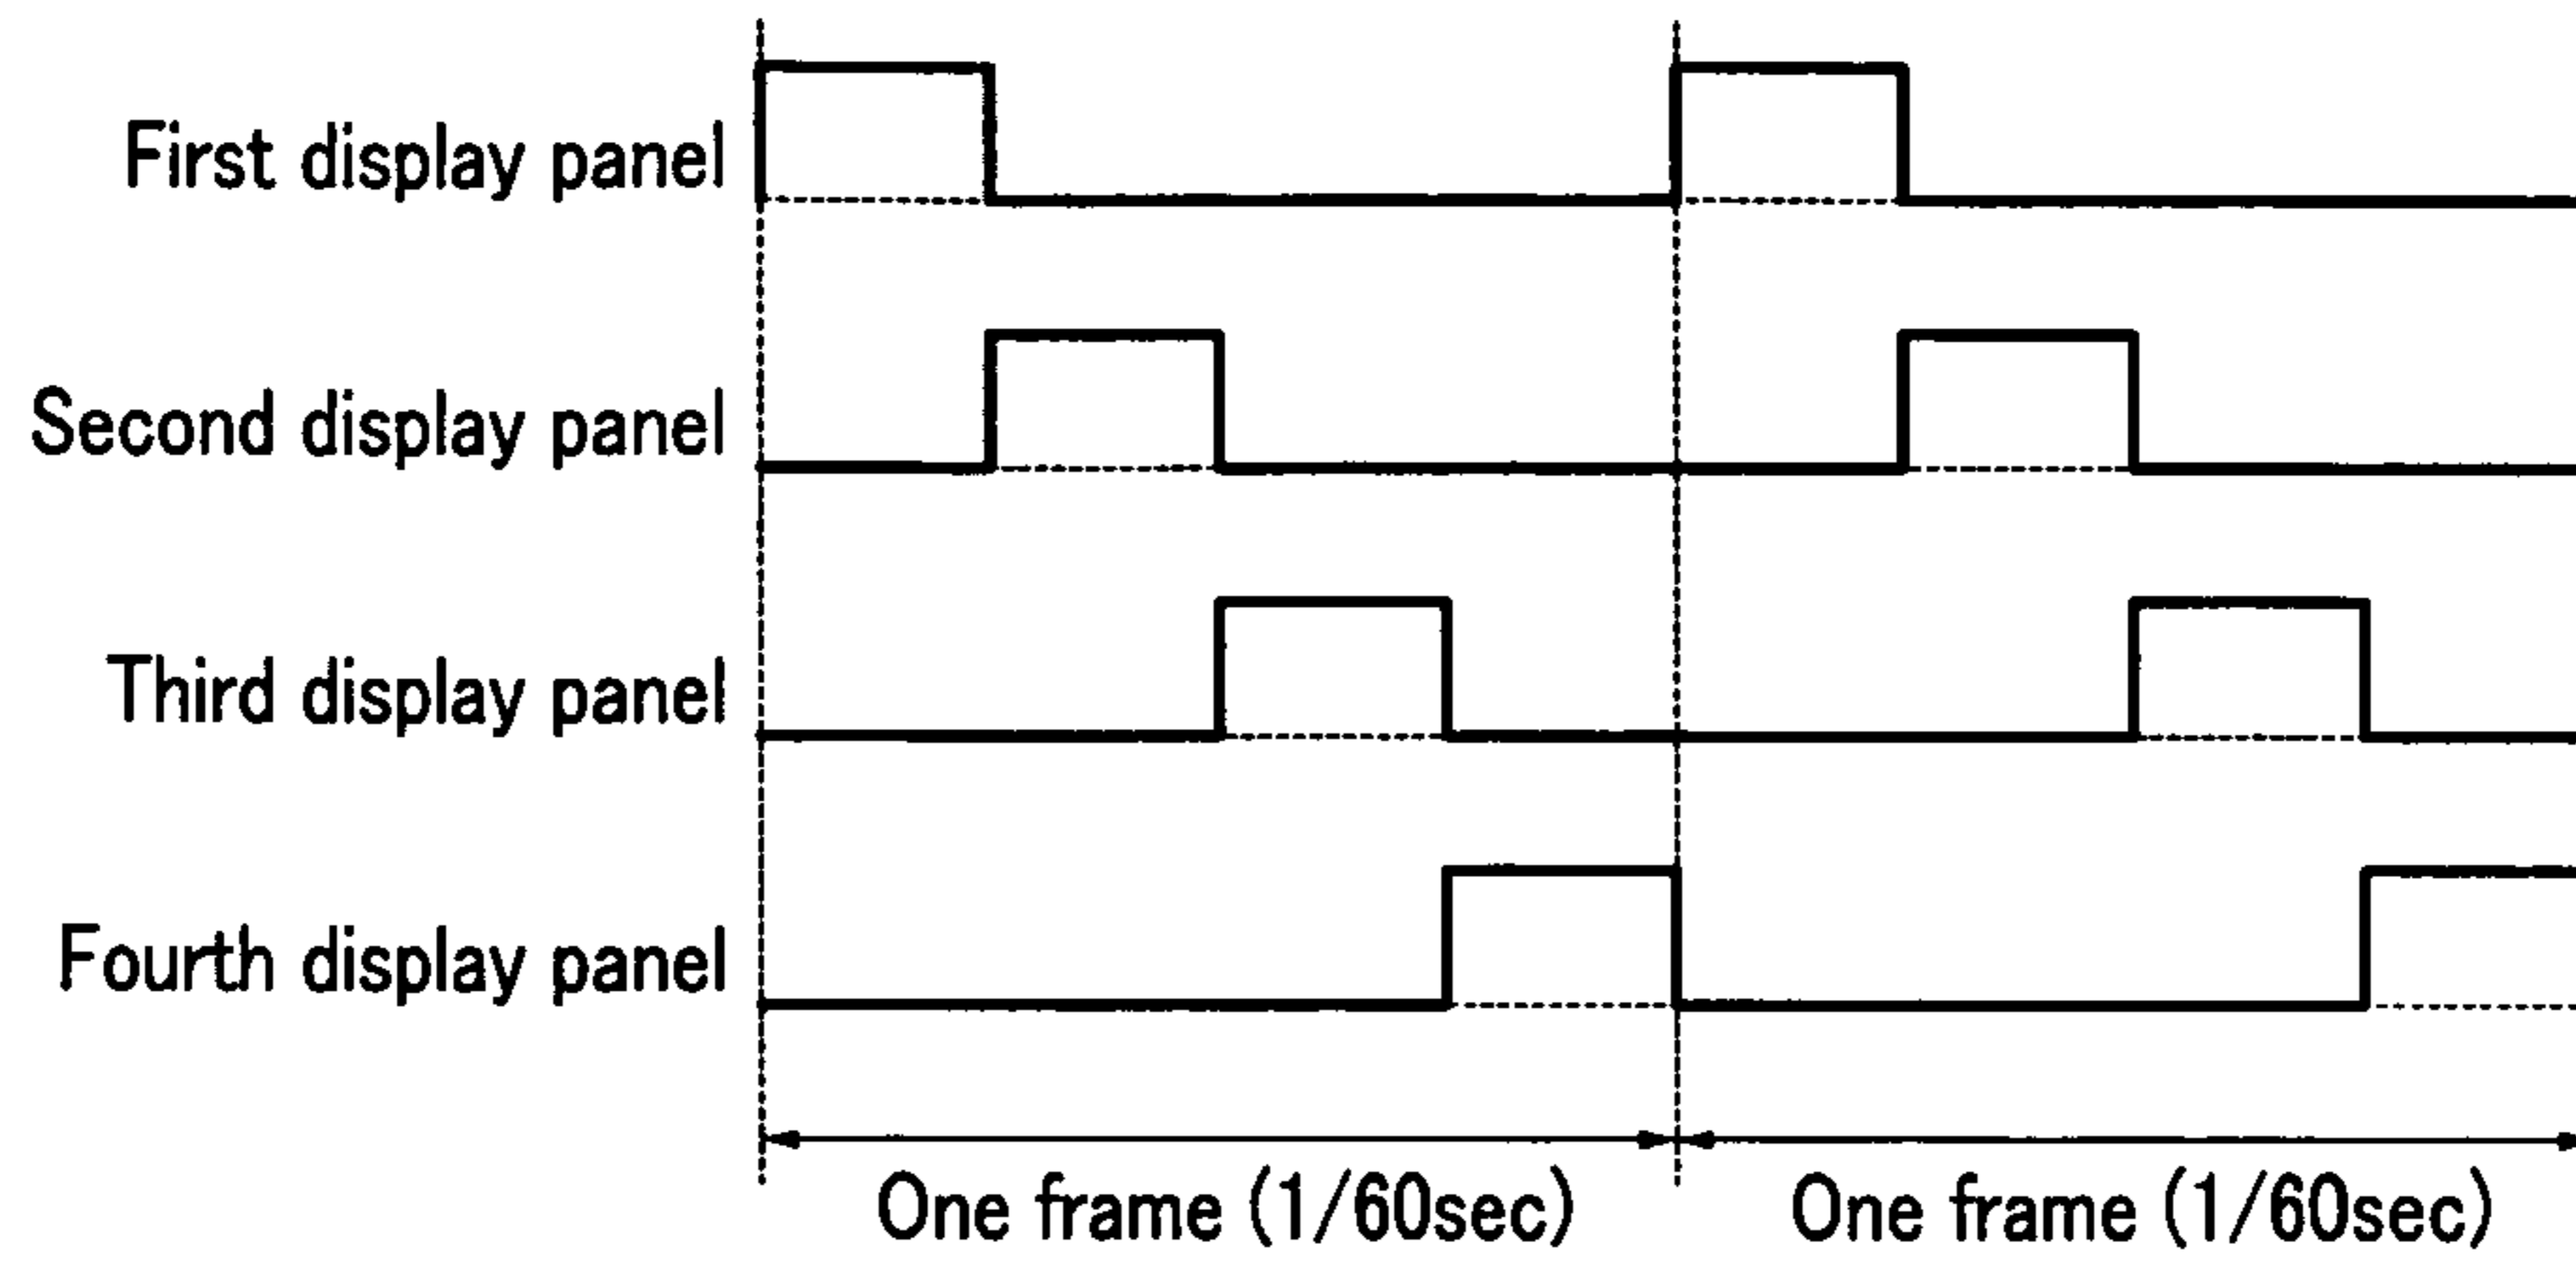 First display panel
Second display panel
Third display panel
Fourth display panel
One frame (1/60sec)
One frame (1/60sec)